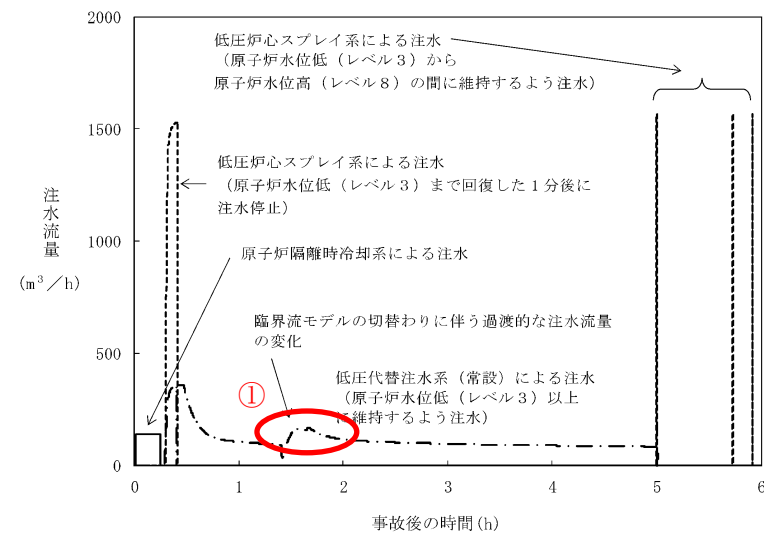 2000
低圧炉心スプレイ系による注水
（原子炉水位低（レベル３）から
原子炉水位高（レベル８）の間に維持するよう注水）
1500
低圧炉心スプレイ系による注水
（原子炉水位低（レベル３）まで回復した１分後に
注水停止）
注水流量
(m³／h)
1000
原子炉隔離時冷却系による注水
臨界流モデルの切替わりに伴う過渡的な注水流量
の変化
500
①
低圧代替注水系（常設）による注水
（原子炉水位低（レベル３）以上
に維持するよう注水）
0
0 1 2 3 4 5 6
事故後の時間(h)